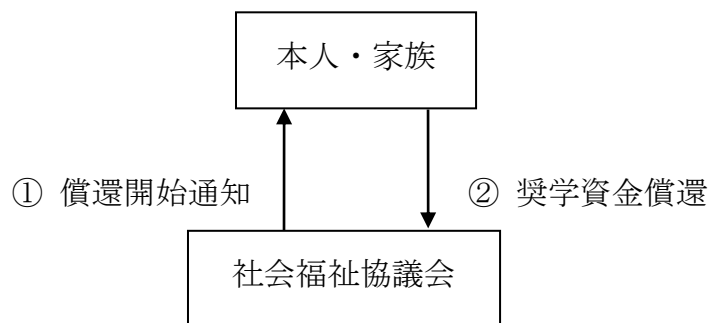 本人・家族
① 償還開始通知
② 奨学資金償還
社会福祉協議会